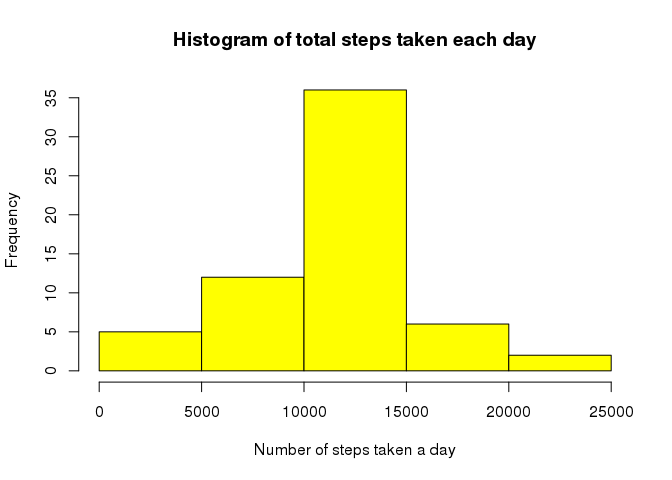 Histogram of total steps taken each day
35
30
25
20
15
10
5
0
Frequency
0 5000 10000 15000 20000 25000
Number of steps taken a day